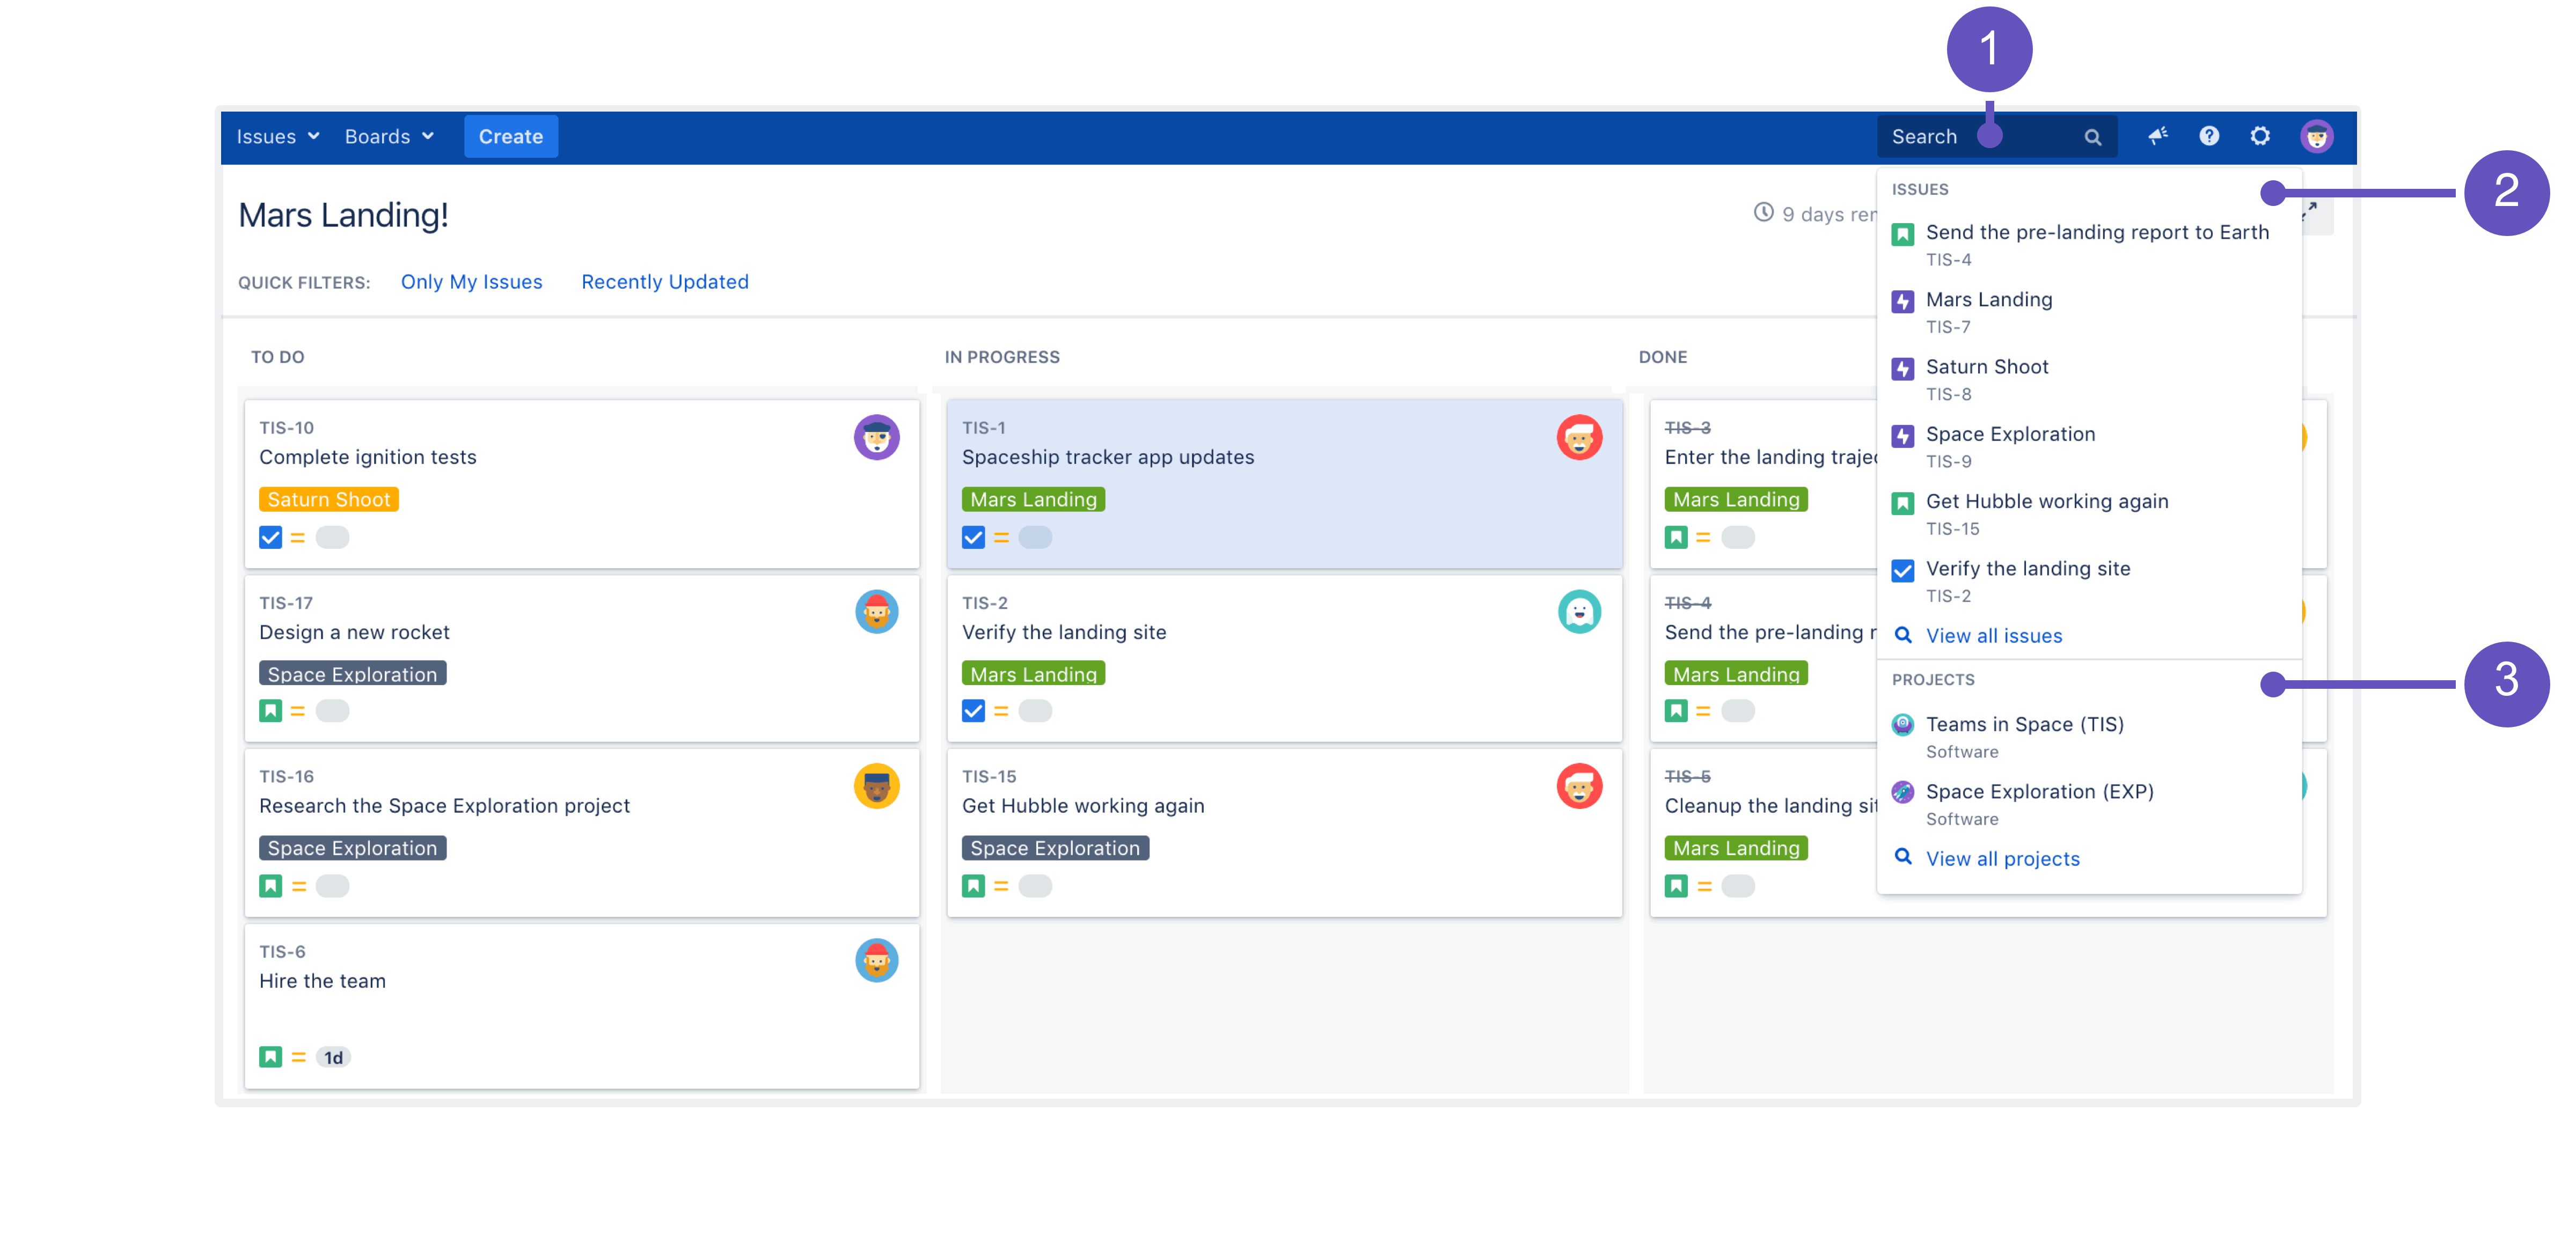 1
Issues Boards Create Search
2
Mars Landing!
9 days
QUICK FILTERS: Only My Issues Recently Updated
TO DO
TIS-10
Complete ignition tests
Saturn Shoot
TIS-17
Design a new rocket
Space Exploration
TIS-16
Research the Space Exploration project
Space Exploration
TIS-6
Hire the team
1d
IN PROGRESS
TIS-1
Spaceship tracker app updates
Mars Landing
TIS-2
Verify the landing site
Mars Landing
TIS-15
Get Hubble working again
Space Exploration
DONE
TIS-3
Enter the landing
Mars Landing
TIS-4
Send the pre-landing
Mars Landing
TIS-5
Cleanup the landing
Mars Landing
ISSUES
Send the pre-landing report to Earth
TIS-4
Mars Landing
TIS-7
Saturn Shoot
TIS-8
Space Exploration
TIS-9
Get Hubble working again
TIS-15
Verify the landing site
TIS-2
View all issues
3
PROJECTS
Teams in Space (TIS)
Software
Space Exploration (EXP)
Software
View all projects